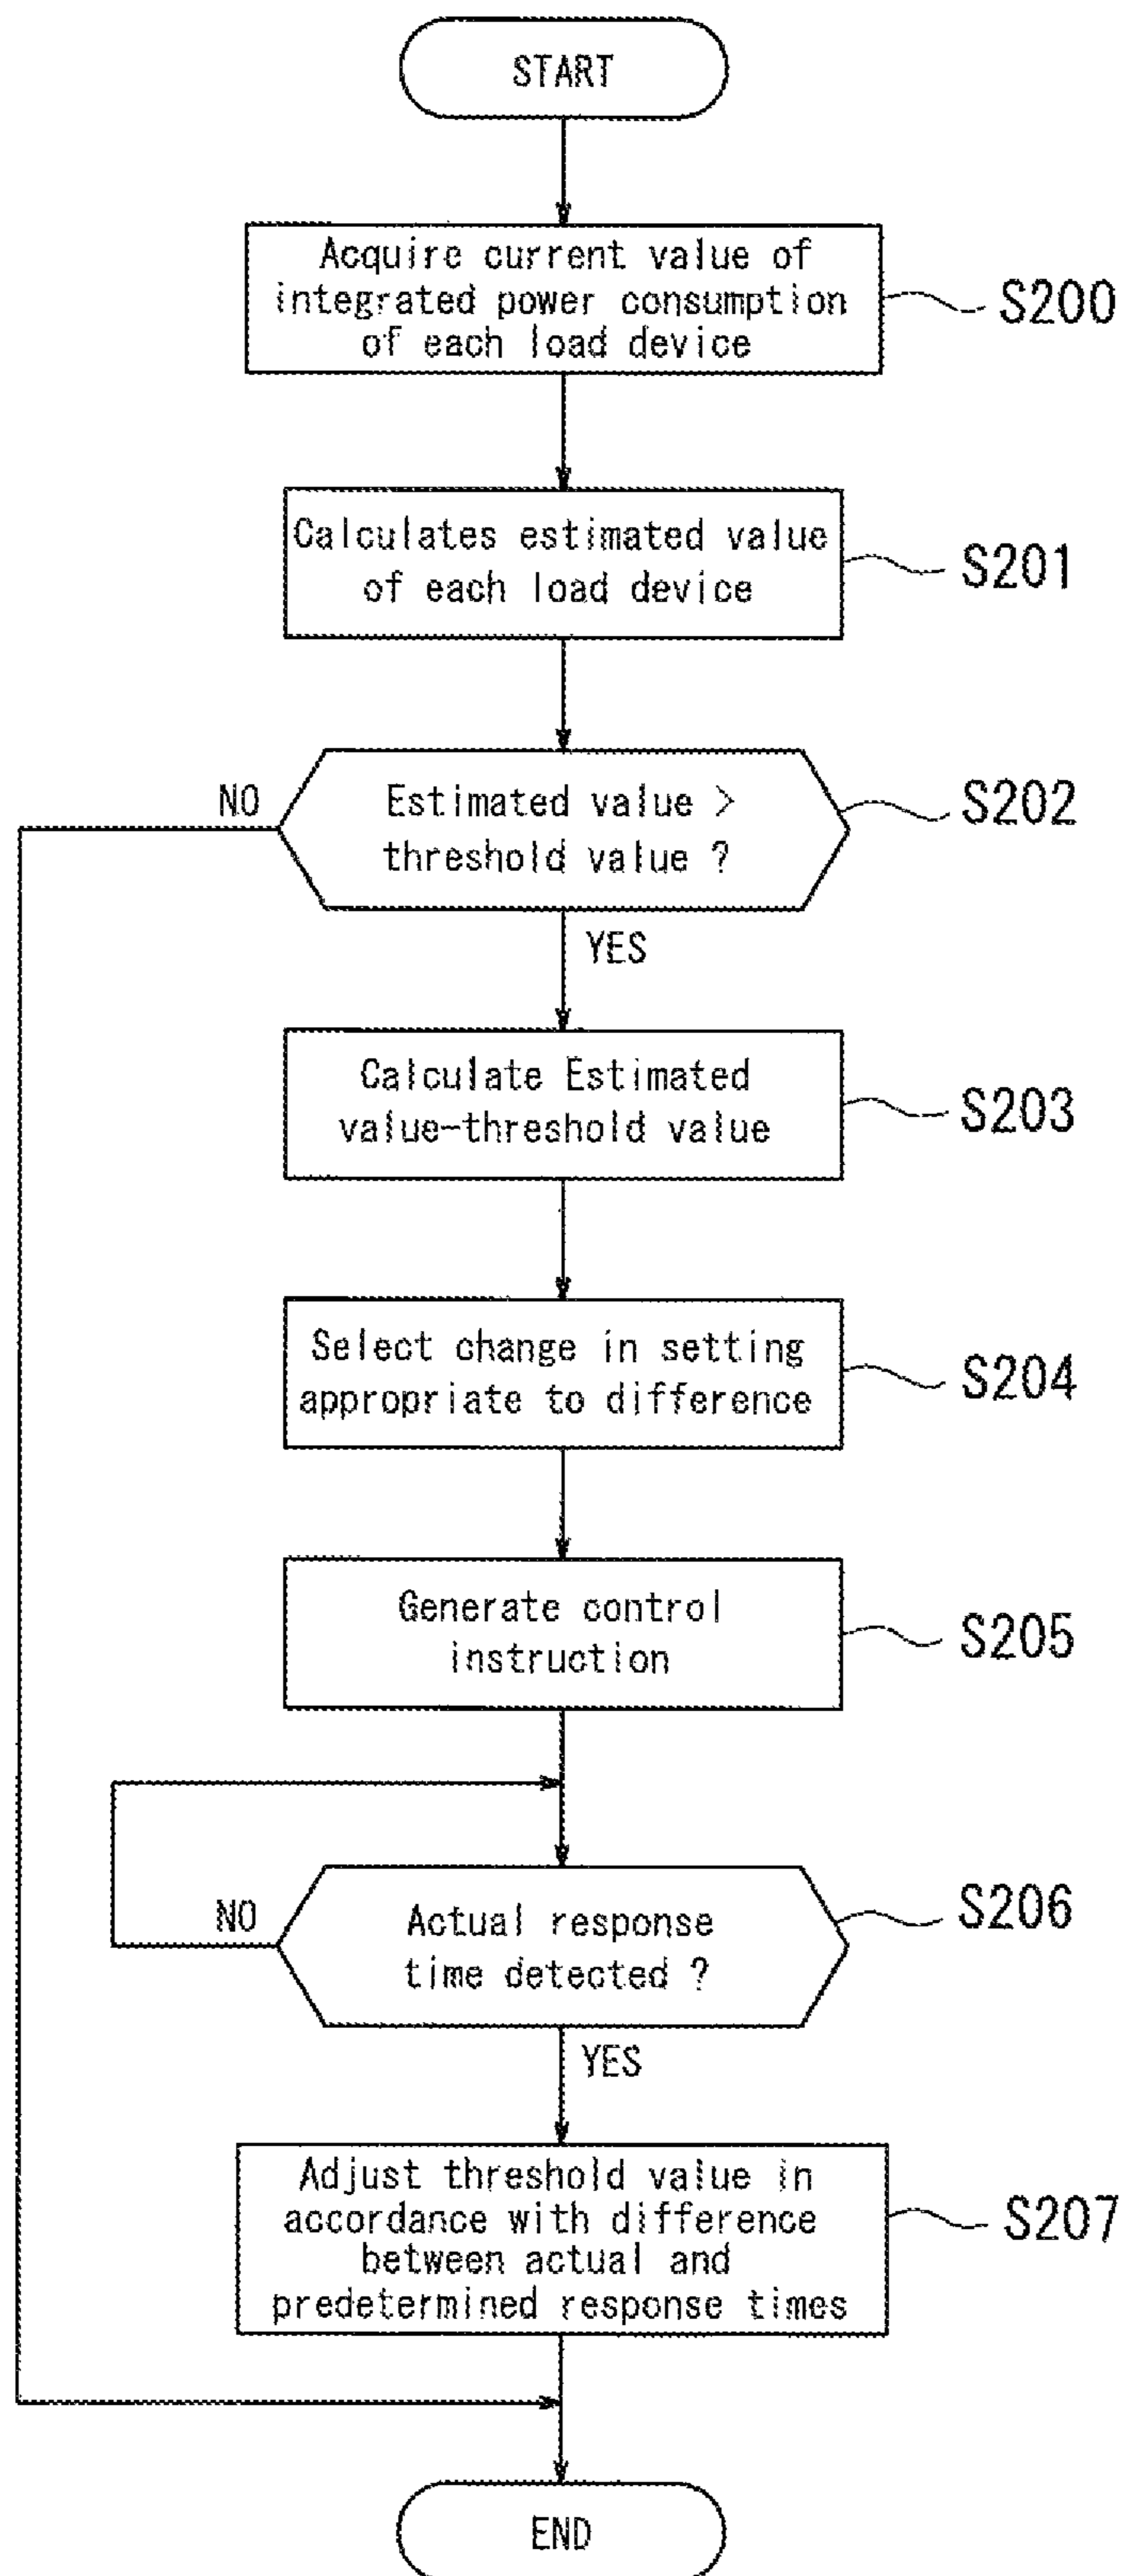 START
Acquire current value of
integrated power consumption
of each load device
S200
Calculates estimated value
of each load device
S201
Estimated value >
threshold value ?
S202
NO
YES
Calculate Estimated
value-threshold value
S203
Select change in setting
appropriate to difference
S204
Generate control
instruction
S205
Actual response
time detected ?
S206
NO
YES
Adjust threshold value in
accordance with difference
between actual and
predetermined response times
S207
END